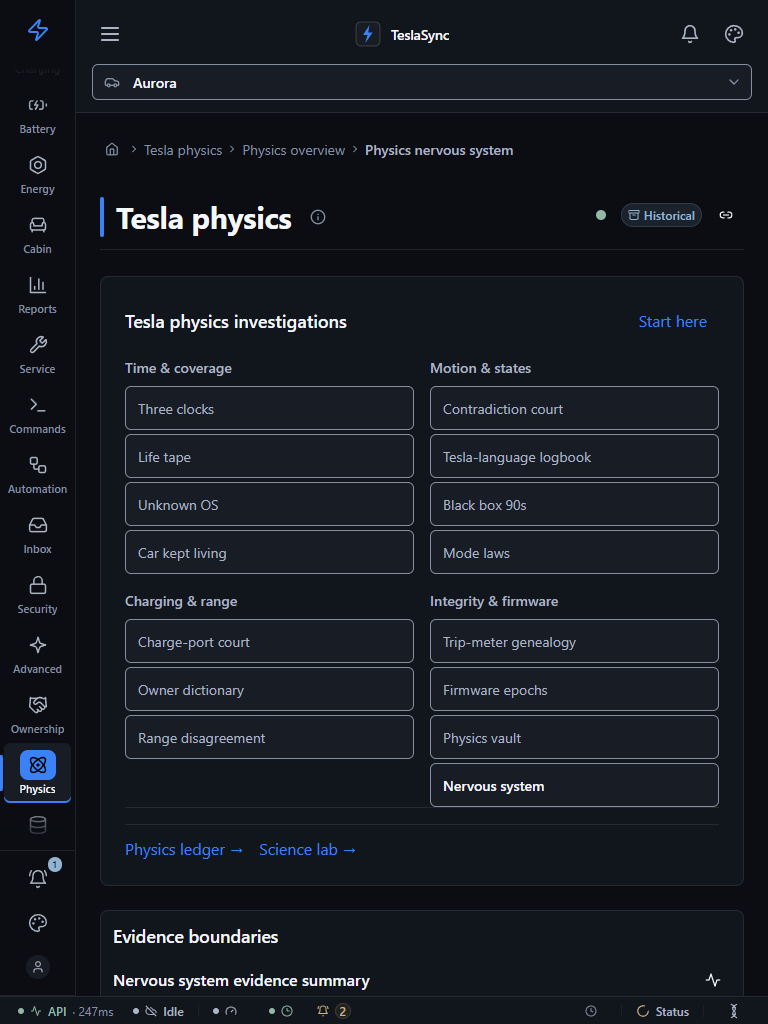 TeslaSync
Aurora
Charging
Battery
Energy
Cabin
Reports
Service
Commands
Automation
Inbox
Security
Advanced
Ownership
Physics
1
Tesla physics
Physics overview
Physics nervous system
Tesla physics
Historical
Tesla physics investigations
Start here
Time & coverage
Three clocks
Life tape
Unknown OS
Car kept living
Motion & states
Contradiction court
Tesla-language logbook
Black box 90s
Mode laws
Charging & range
Charge-port court
Owner dictionary
Range disagreement
Integrity & firmware
Trip-meter genealogy
Firmware epochs
Physics vault
Nervous system
Physics ledger →
Science lab →
Evidence boundaries
Nervous system evidence summary
API · 247ms
Idle
2
Status